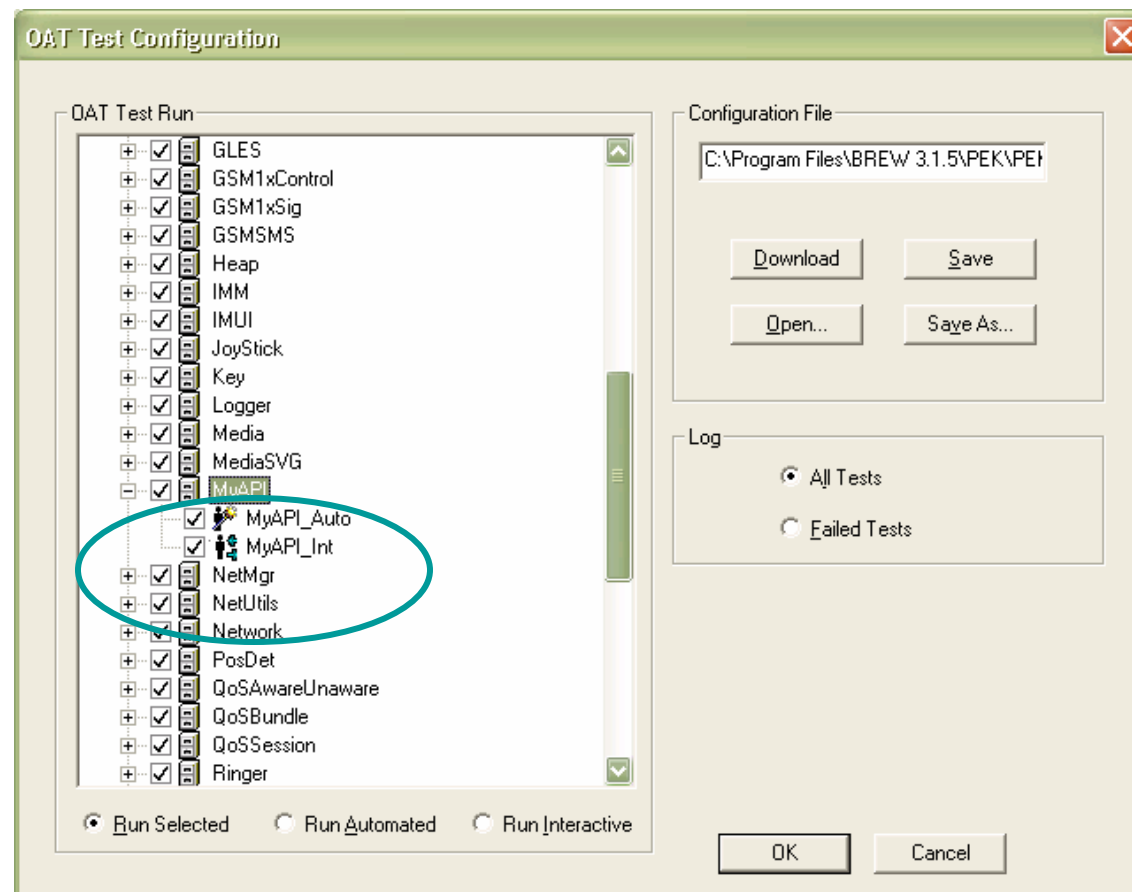 OAT Test Configuration
OAT Test Run
GLES
GSM1xControl
GSM1xSig
GSMSMS
Heap
IMM
IMUI
JoyStick
Key
Logger
Media
MediaSVG
MyAPI
MyAPI_Auto
MyAPI_Int
NetMgr
NetUtils
Network
PosDet
QoSAwareUnaware
QoSBundle
QoSSession
Ringer
Run Selected Run Automated Run Interactive
Configuration File
C:\Program Files\BREW 3.1.5\PEK\PEK
Download Save
Open... Save As...
Log
All Tests
Failed Tests
OK Cancel